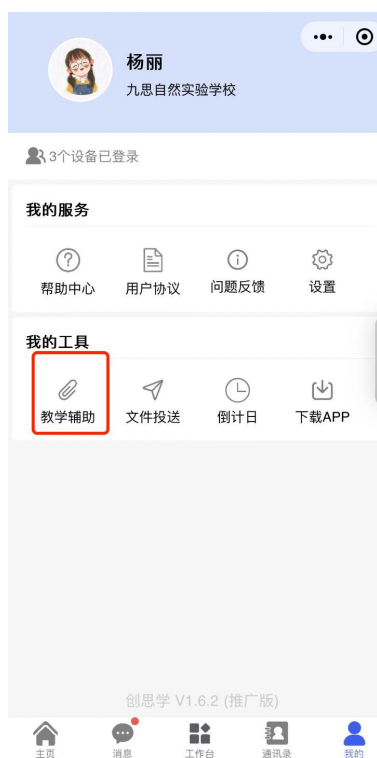 杨丽
九思自然实验学校
3个设备已登录
我的服务
帮助中心 用户协议 问题反馈 设置
我的工具
教学辅助 文件投送 倒计日 下载APP
创思学 V1.6.2 (推广版)
主页 消息 工作台 通讯录 我的